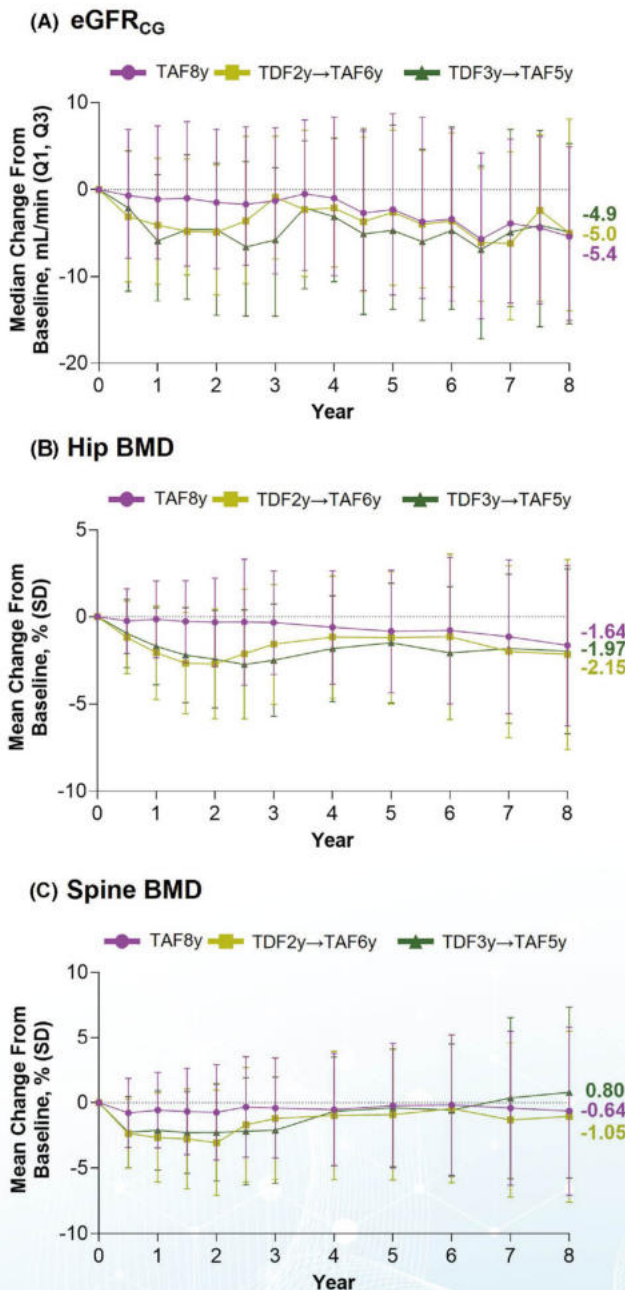 (A) eGFRCG
TAF8y TDF2y→TAF6y TDF3y→TAF5y
Median Change From
Baseline, mL/min (Q1, Q3)
10
0
-10
-20
-4.9
-5.0
-5.4
0 1 2 3 4 5 6 7 8
Year
(B) Hip BMD
TAF8y TDF2y→TAF6y TDF3y→TAF5y
Mean Change From
Baseline, % (SD)
5
0
-5
-10
-1.64
-1.97
-2.15
0 1 2 3 4 5 6 7 8
Year
(C) Spine BMD
TAF8y TDF2y→TAF6y TDF3y→TAF5y
Mean Change From
Baseline, % (SD)
10
5
0
-5
-10
0.80
-0.64
-1.05
0 1 2 3 4 5 6 7 8
Year